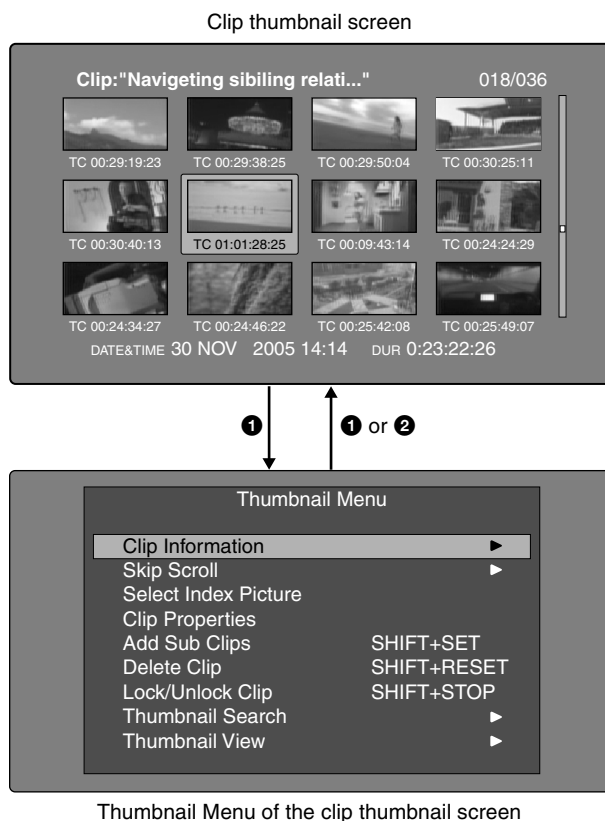 Clip thumbnail screen
Clip:"Navigeting sibiling relati..." 018/036
TC 00:29:19:23 TC 00:29:38:25 TC 00:29:50:04 TC 00:30:25:11
TC 00:30:40:13 TC 01:01:28:25 TC 00:09:43:14 TC 00:24:24:29
TC 00:24:34:27 TC 00:24:46:22 TC 00:25:42:08 TC 00:25:49:07
DATE&TIME 30 NOV 2005 14:14 DUR 0:23:22:26
❶ ❶ or ❷
Thumbnail Menu
Clip Information
Skip Scroll
Select Index Picture
Clip Properties
Add Sub Clips SHIFT+SET
Delete Clip SHIFT+RESET
Lock/Unlock Clip SHIFT+STOP
Thumbnail Search
Thumbnail View
Thumbnail Menu of the clip thumbnail screen